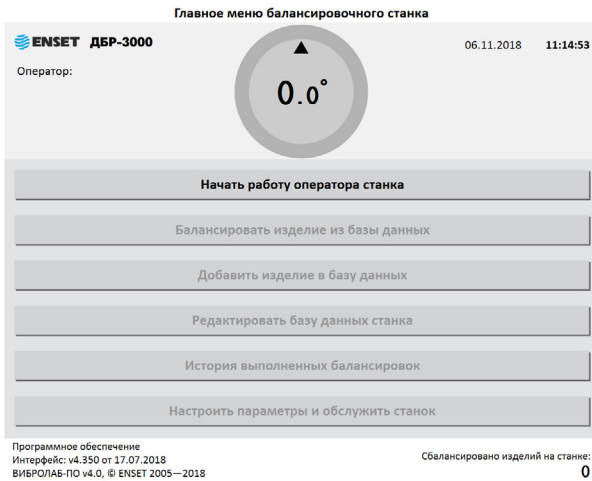 Главное меню балансировочного станка
ENSET ДБР-3000
06.11.2018 11:14:53
Оператор:
0.0°
Начать работу оператора станка
Балансировать изделие из базы данных
Добавить изделие в базу данных
Редактировать базу данных станка
История выполненных балансировок
Настроить параметры и обслужить станок
Программное обеспечение
Интерфейс: v4.350 от 17.07.2018
ВИБРОЛАБ-ПО v4.0, © ENSET 2005—2018
Сбалансировано изделий на станке:
0